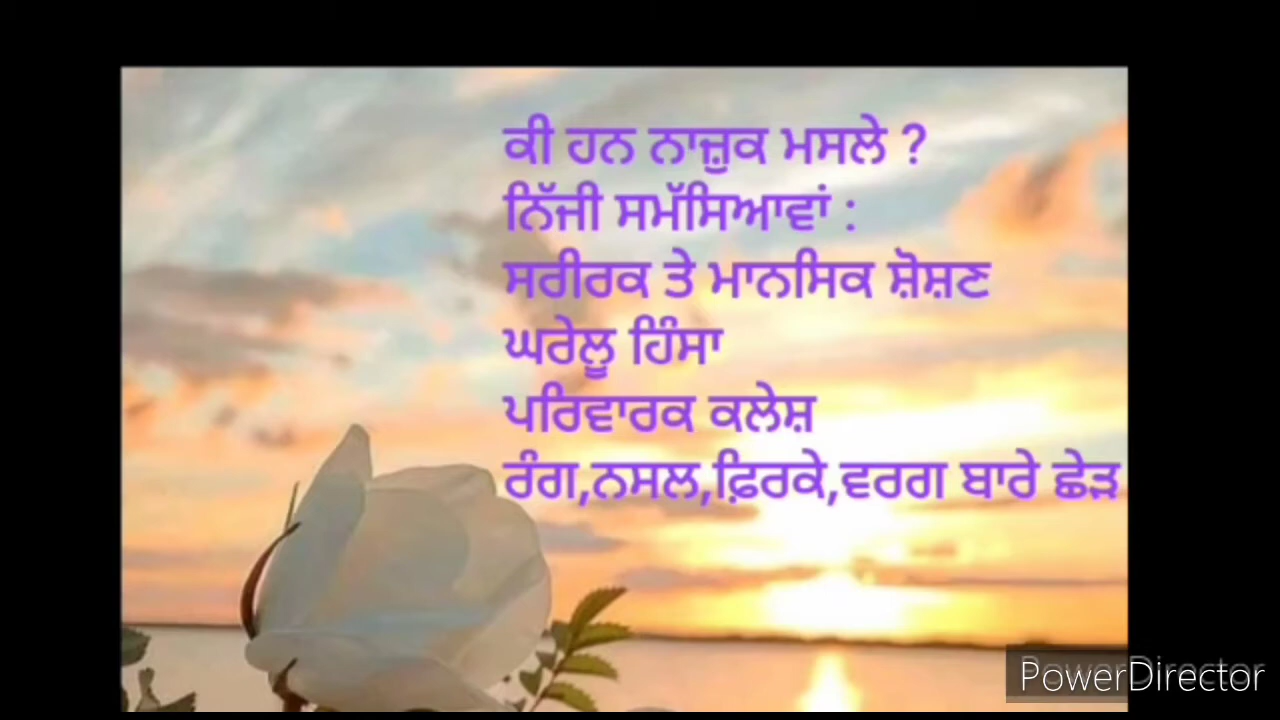 ਕੀ ਹਨ ਨਾਜ਼ੁਕ ਮਸਲੇ ?
ਨਿੱਜੀ ਸਮੱਸਿਆਵਾਂ :
ਸਰੀਰਕ ਤੇ ਮਾਨਸਿਕ ਸ਼ੋਸ਼ਣ
ਘਰੇਲੂ ਹਿੰਸਾ
ਪਰਿਵਾਰਕ ਕਲੇਸ਼
ਰੰਗ,ਨਸਲ,ਫ਼ਿਰਕੇ,ਵਰਗ ਬਾਰੇ ਛੇੜ
PowerDirector